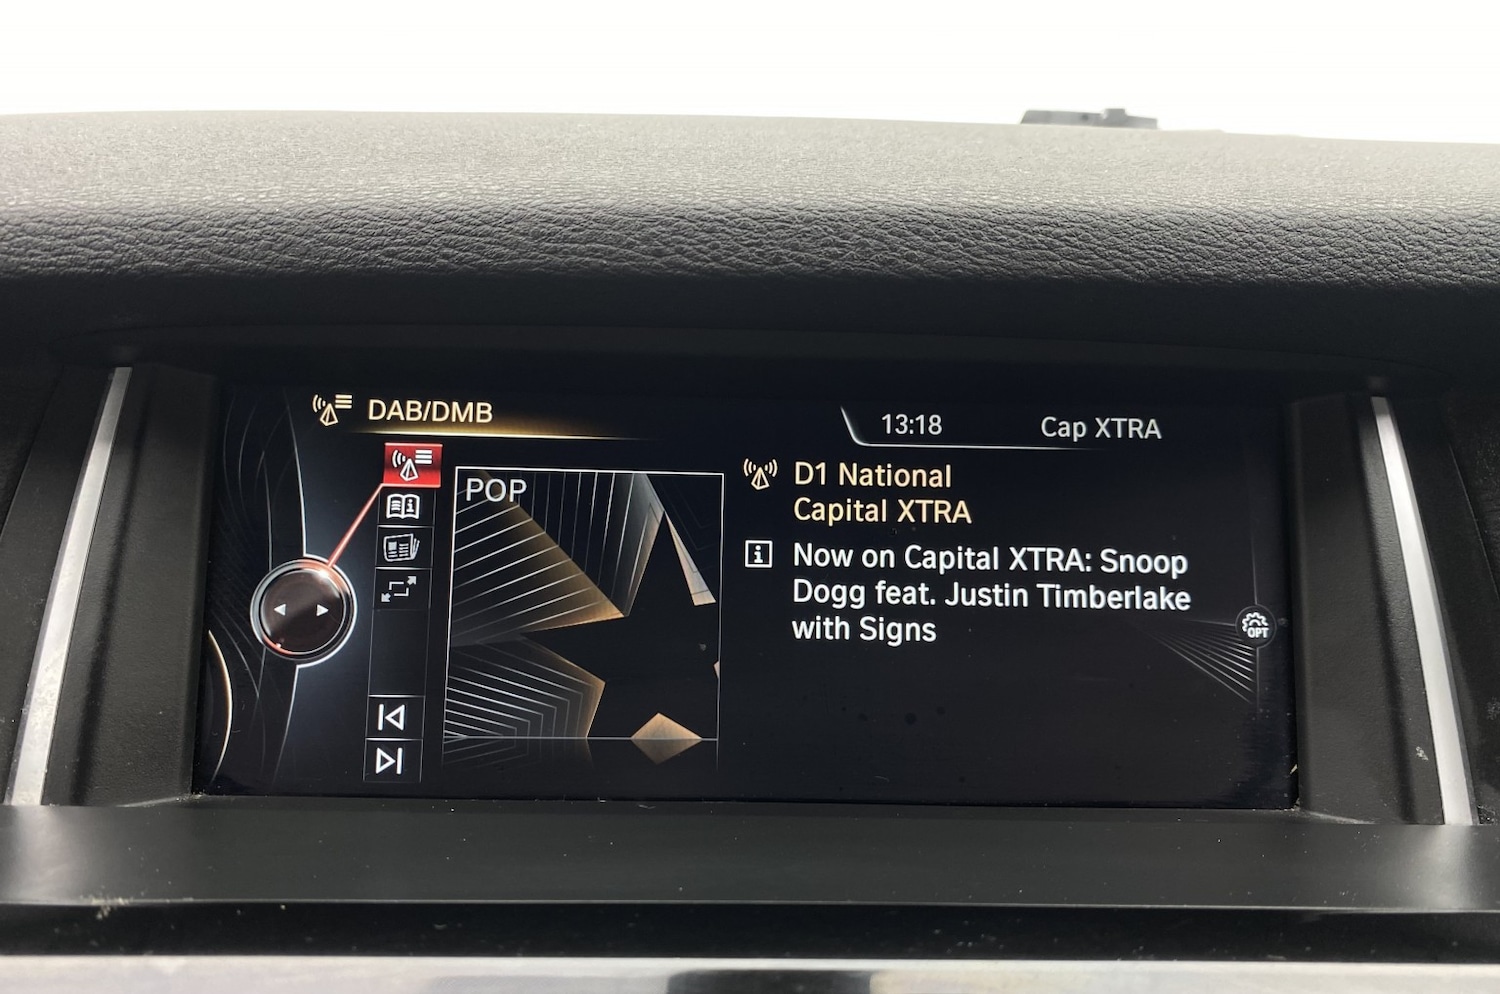 DAB/DMB
13:18
Cap XTRA
POP
D1 National
Capital XTRA
Now on Capital XTRA: Snoop
Dogg feat. Justin Timberlake
with Signs
OPT